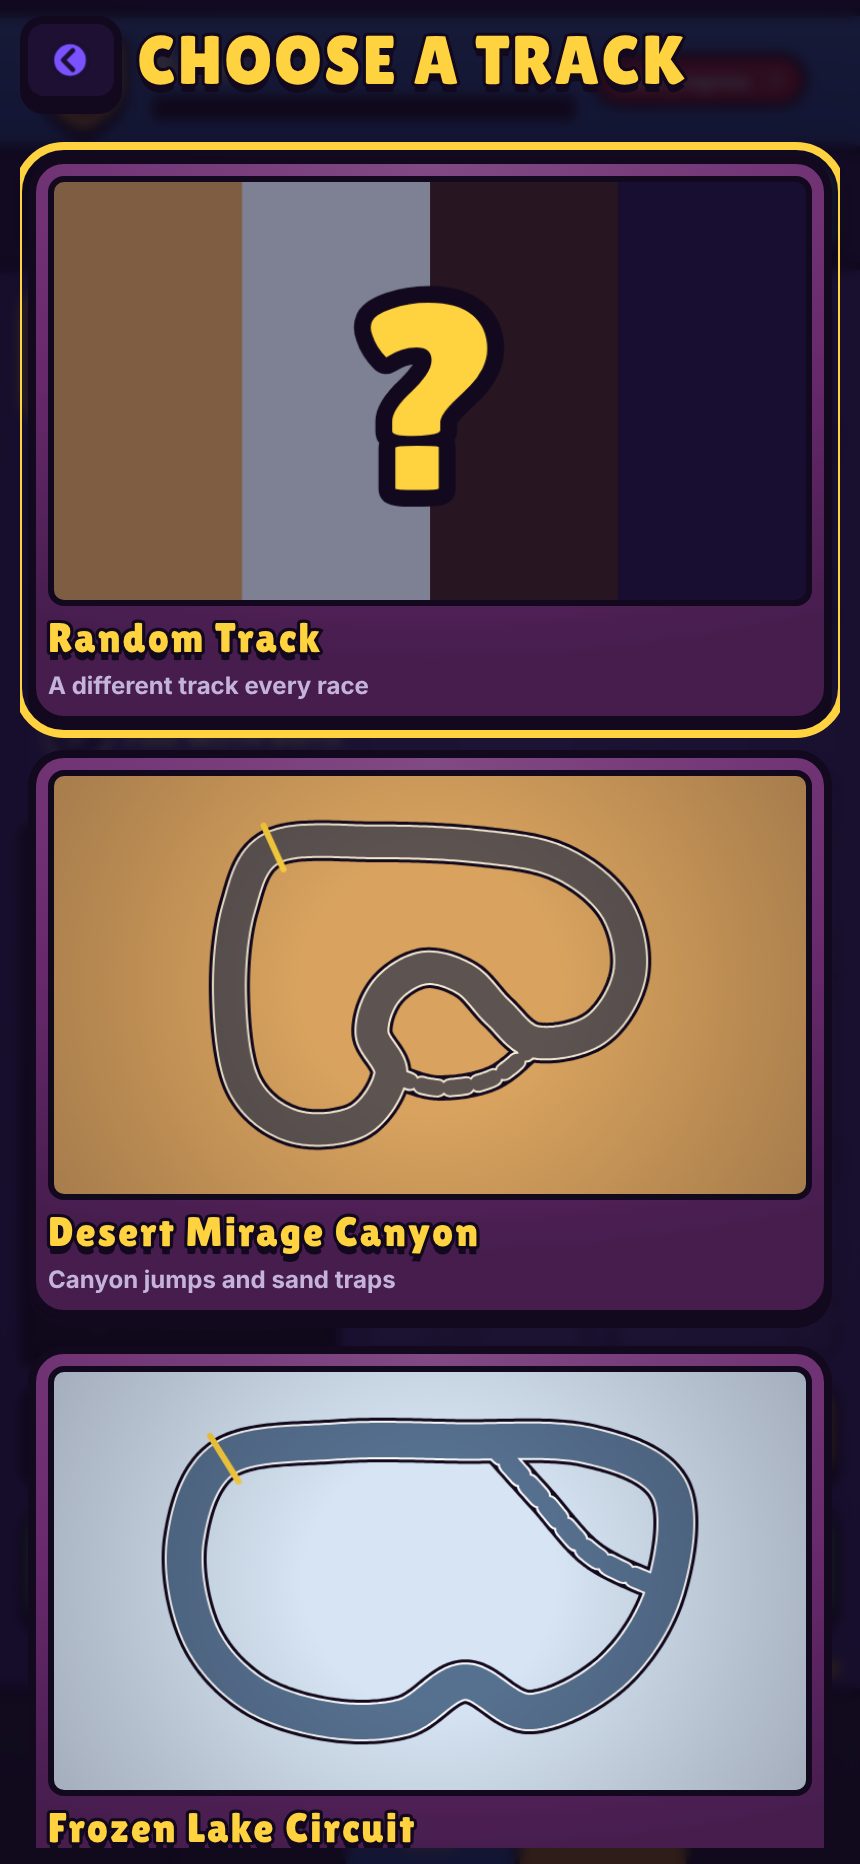 CHOOSE A TRACK
?
Random Track
A different track every race
Desert Mirage Canyon
Canyon jumps and sand traps
Frozen Lake Circuit